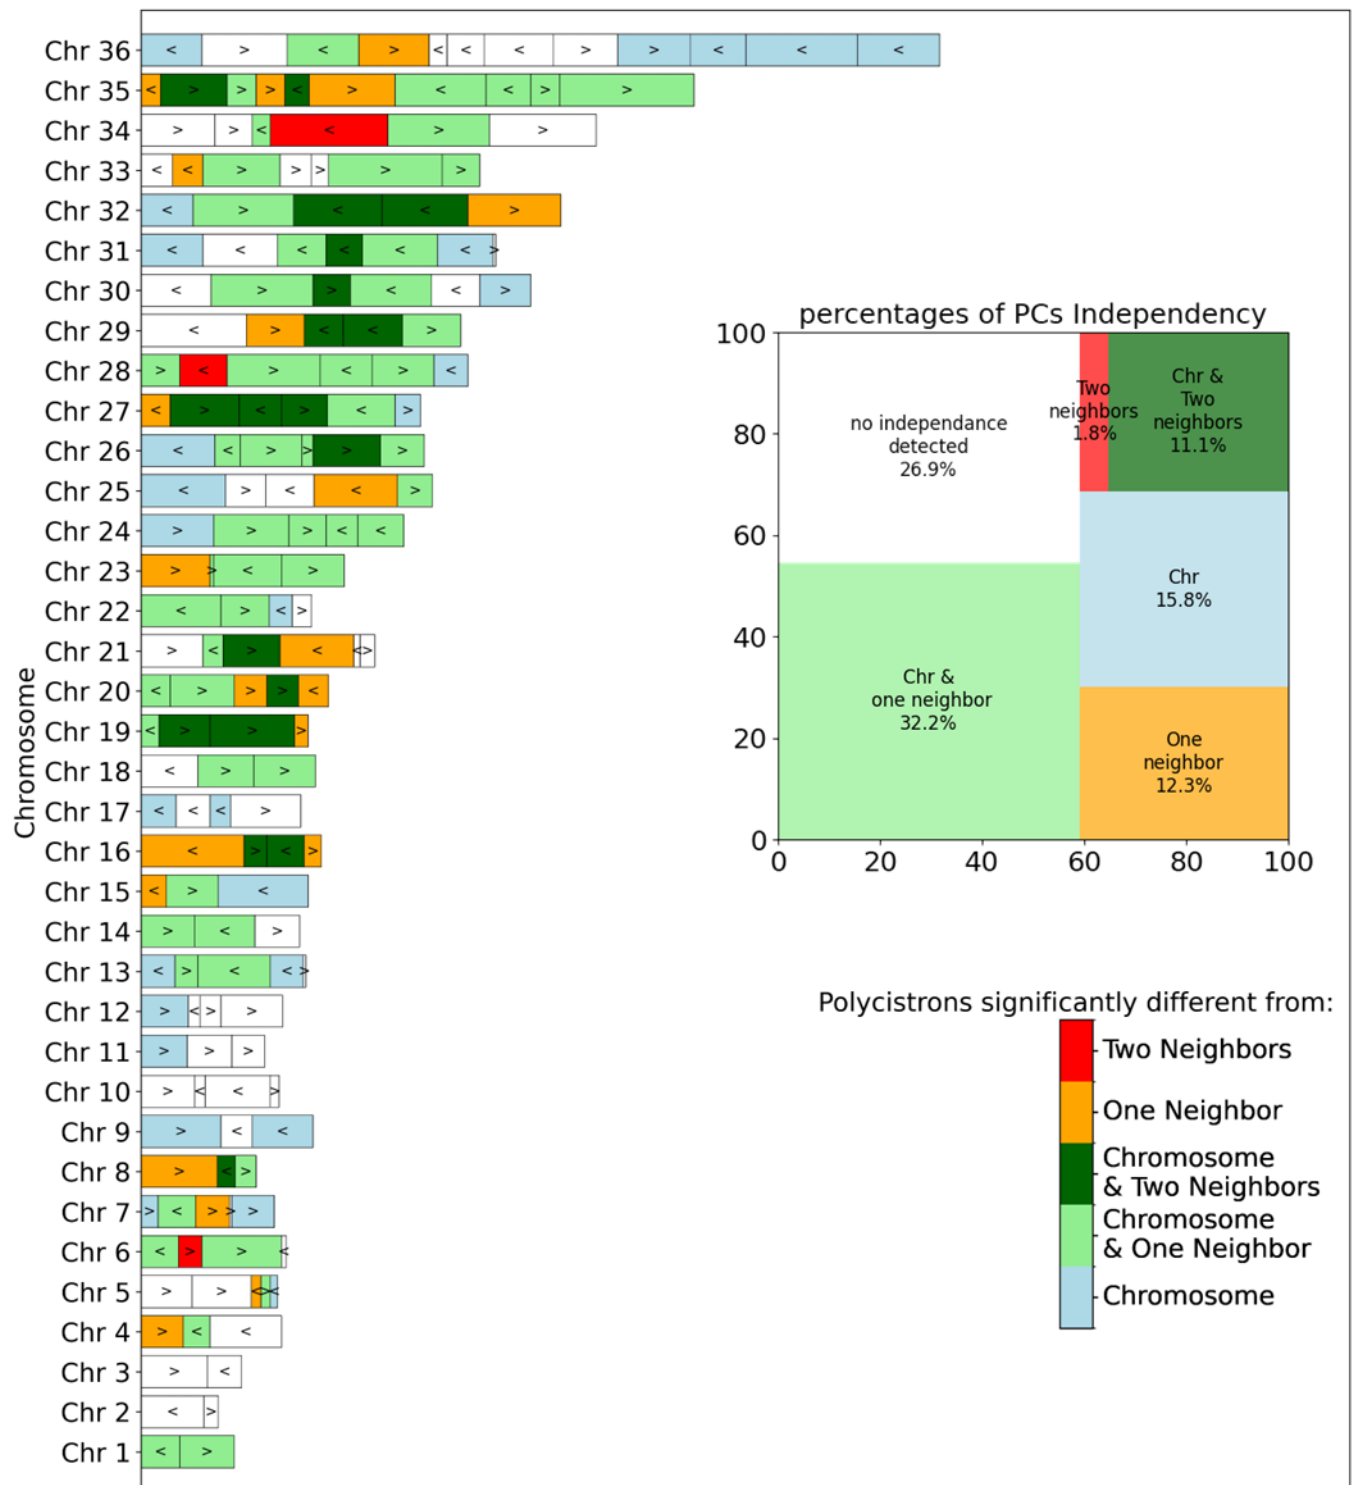 Chromosome
Chr 36 < > < > < < < > > < < <
Chr 35 < > > > < > < < > >
Chr 34 > > < < > >
Chr 33 < < > > > > >
Chr 32 < > < < >
Chr 31 < < < < < < >
Chr 30 < > > < < >
Chr 29 < > < < >
Chr 28 > < > < > <
Chr 27 < > < > < >
Chr 26 < < > > > >
Chr 25 < > < < >
Chr 24 > > > < <
Chr 23 > > < >
Chr 22 < > < >
Chr 21 > < > < < >
Chr 20 < > > > <
Chr 19 < > > >
Chr 18 < > >
Chr 17 < < < >
Chr 16 < > < >
Chr 15 < > <
Chr 14 > < >
Chr 13 < > < < >
Chr 12 > < > >
Chr 11 > > >
Chr 10 > < < >
Chr 9 > < <
Chr 8 > < >
Chr 7 > < > > >
Chr 6 < > > <
Chr 5 > > < > <
Chr 4 > < <
Chr 3 > <
Chr 2 < >
Chr 1 < >
percentages of PCs Independency
100
80
60
40
20
0
0 20 40 60 80 100
no independance
detected
26.9%
Two
neighbors
1.8%
Chr &
Two
neighbors
11.1%
Chr
15.8%
Chr &
one neighbor
32.2%
One
neighbor
12.3%
Polycistrons significantly different from:
Two Neighbors
One Neighbor
Chromosome
& Two Neighbors
Chromosome
& One Neighbor
Chromosome